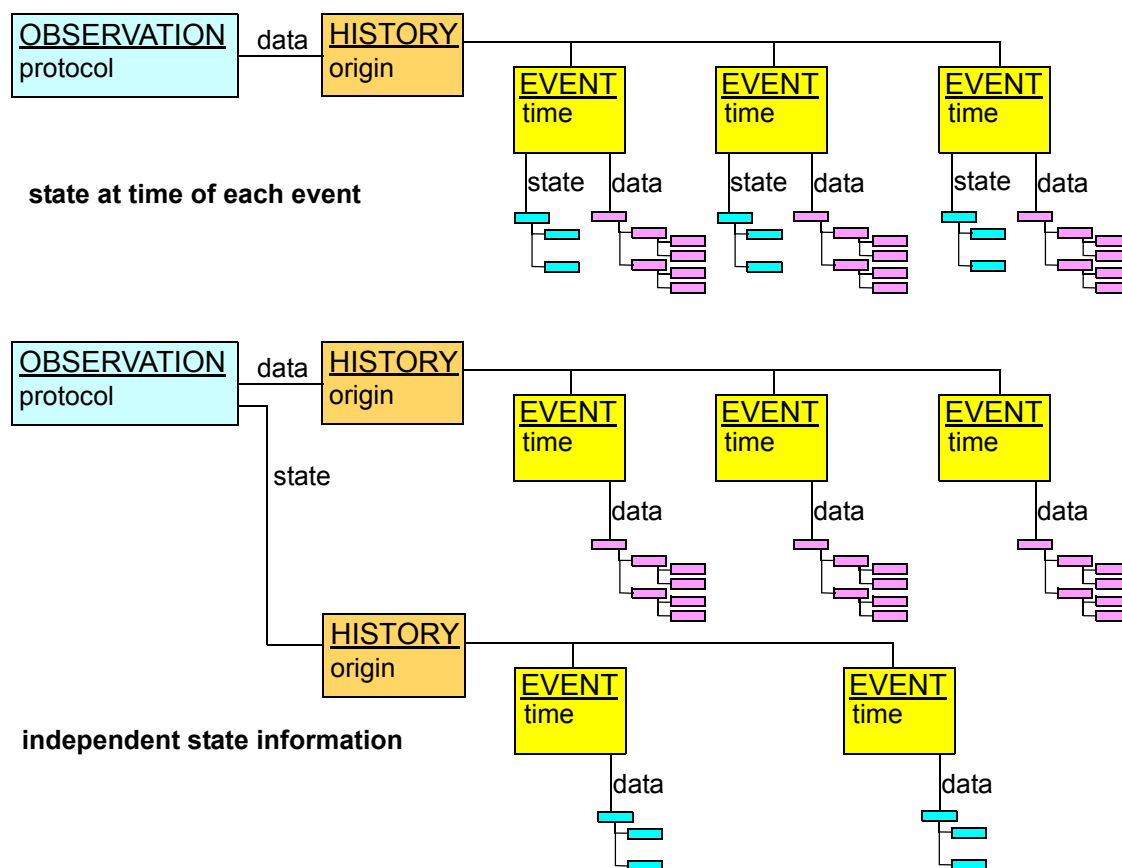 OBSERVATION
protocol
data
HISTORY
origin
EVENT
time
EVENT
time
EVENT
time
state
data
state
data
state
data
state at time of each event
OBSERVATION
protocol
data
HISTORY
origin
EVENT
time
EVENT
time
EVENT
time
state
data
data
data
HISTORY
origin
EVENT
time
EVENT
time
independent state information
data
data